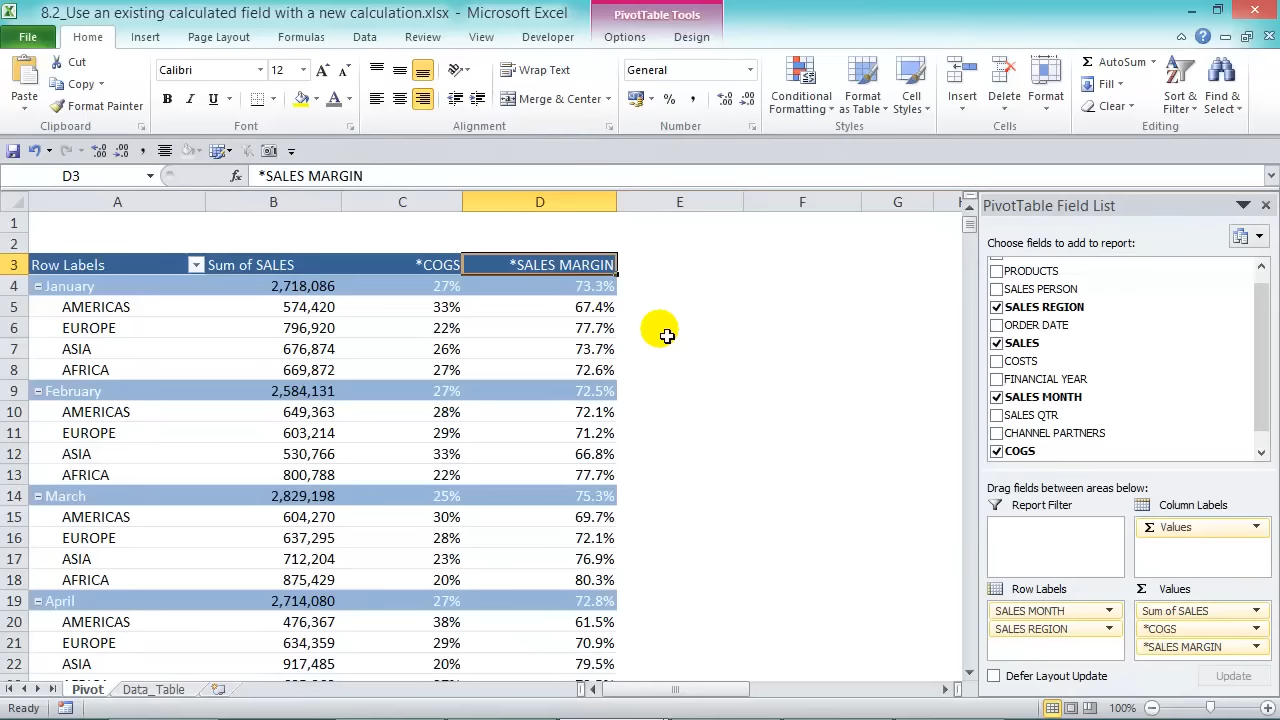 8.2_Use an existing calculated field with a new calculation.xlsx - Microsoft Excel
PivotTable Tools
File Home Insert Page Layout Formulas Data Review View Developer Options Design
Paste
Cut
Copy
Format Painter
Calibri 12
B I U
Wrap Text
Merge & Center
General
Conditional Formatting
Format as Table
Cell Styles
Insert
Delete
Format
AutoSum
Fill
Clear
Sort & Filter
Find & Select
Clipboard Font Alignment Number Styles Cells Editing
D3 fx *SALES MARGIN
A B C D E F G
1
2
3 Row Labels Sum of SALES *COGS *SALES MARGIN
4 January 2,718,086 27% 73.3%
5 AMERICAS 574,420 33% 67.4%
6 EUROPE 796,920 22% 77.7%
7 ASIA 676,874 26% 73.7%
8 AFRICA 669,872 27% 72.6%
9 February 2,584,131 27% 72.5%
10 AMERICAS 649,363 28% 72.1%
11 EUROPE 603,214 29% 71.2%
12 ASIA 530,766 33% 66.8%
13 AFRICA 800,788 22% 77.7%
14 March 2,829,198 25% 75.3%
15 AMERICAS 604,270 30% 69.7%
16 EUROPE 637,295 28% 72.1%
17 ASIA 712,204 23% 76.9%
18 AFRICA 875,429 20% 80.3%
19 April 2,714,080 27% 72.8%
20 AMERICAS 476,367 38% 61.5%
21 EUROPE 634,359 29% 70.9%
22 ASIA 917,485 20% 79.5%
Pivot Data_Table
Ready 100%
PivotTable Field List
Choose fields to add to report:
PRODUCTS
SALES PERSON
SALES REGION
ORDER DATE
SALES
COSTS
FINANCIAL YEAR
SALES MONTH
SALES QTR
CHANNEL PARTNERS
COGS
Drag fields between areas below:
Report Filter
Column Labels
Σ Values
Row Labels
SALES MONTH
SALES REGION
Σ Values
Sum of SALES
*COGS
*SALES MARGIN
Defer Layout Update Update